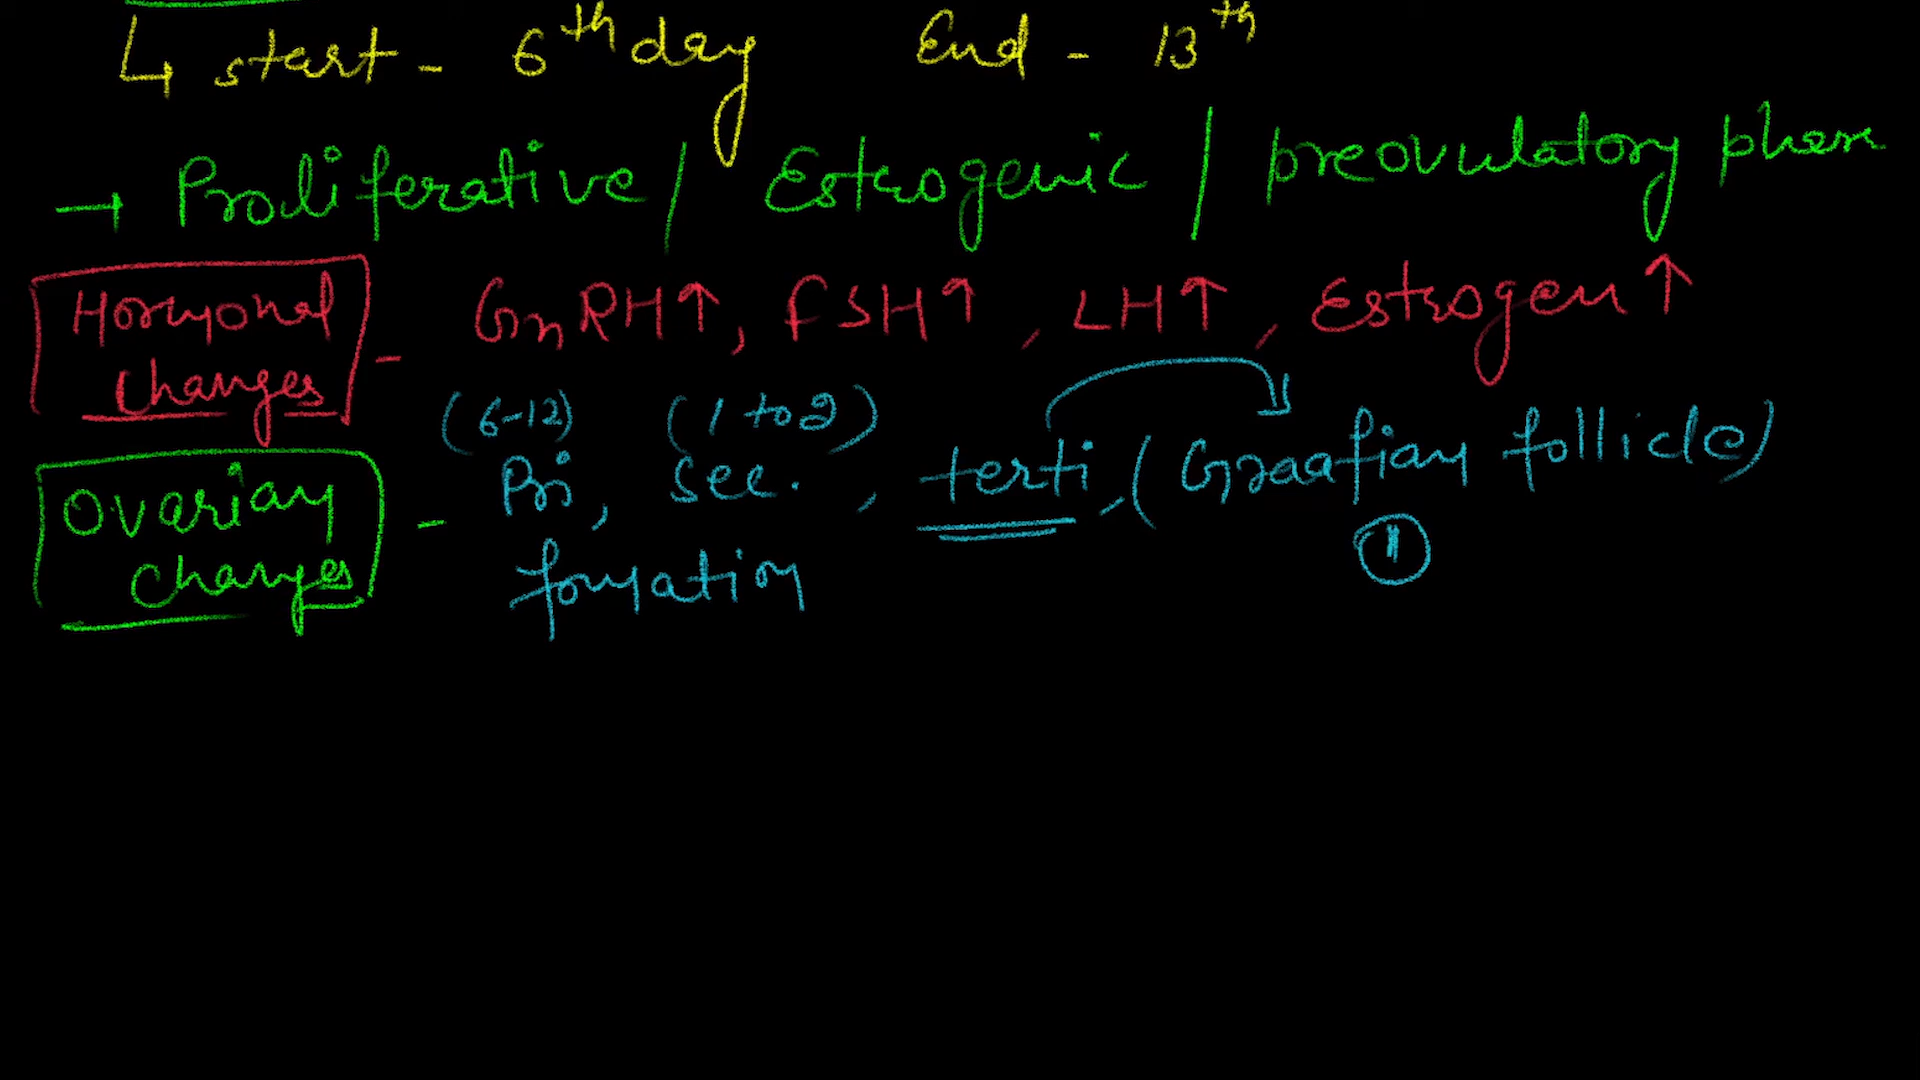 ↳ start - 6th day End - 13th
→ Proliferative / Estrogenic / preovulatory phase
Hormonal changes - GnRH↑, FSH↑, LH↑, Estrogen↑
(6-12) (1 to 2)
Ovarian changes - Pri, Sec., terti, (Graafian follicle)
formation 1